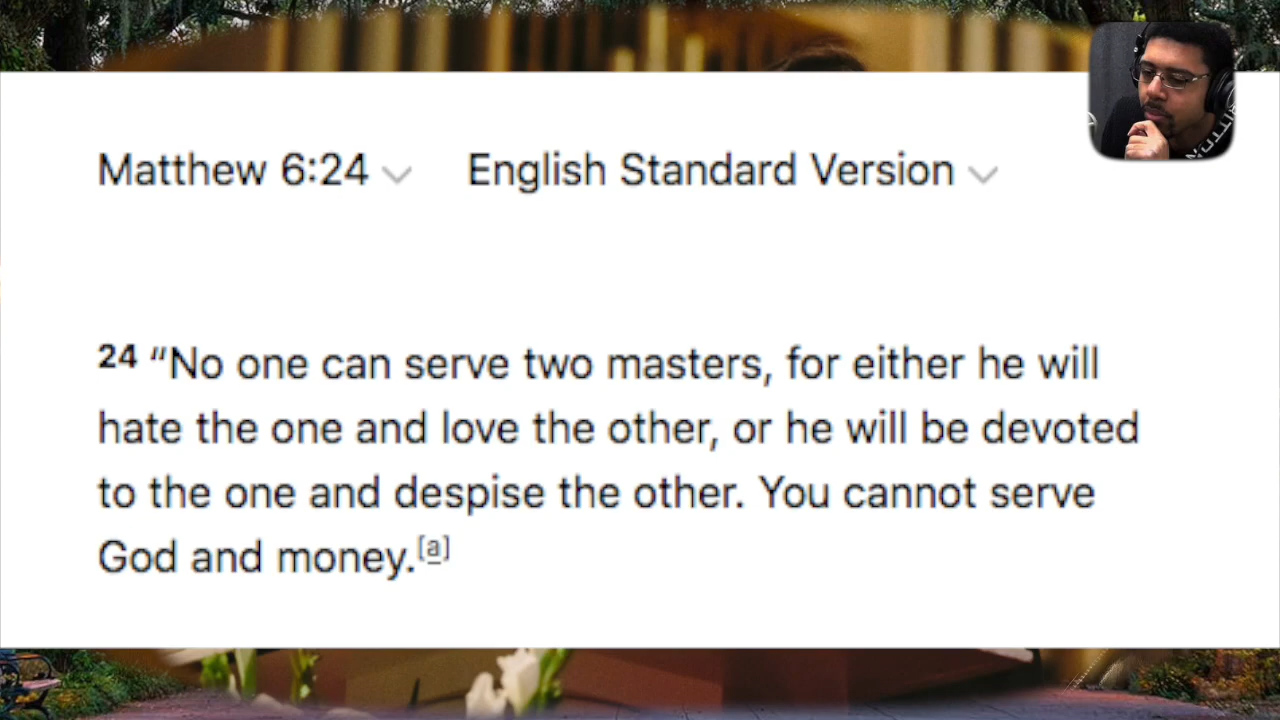 Matthew 6:24 English Standard Version
24 “No one can serve two masters, for either he will
hate the one and love the other, or he will be devoted
to the one and despise the other. You cannot serve
God and money.[a]